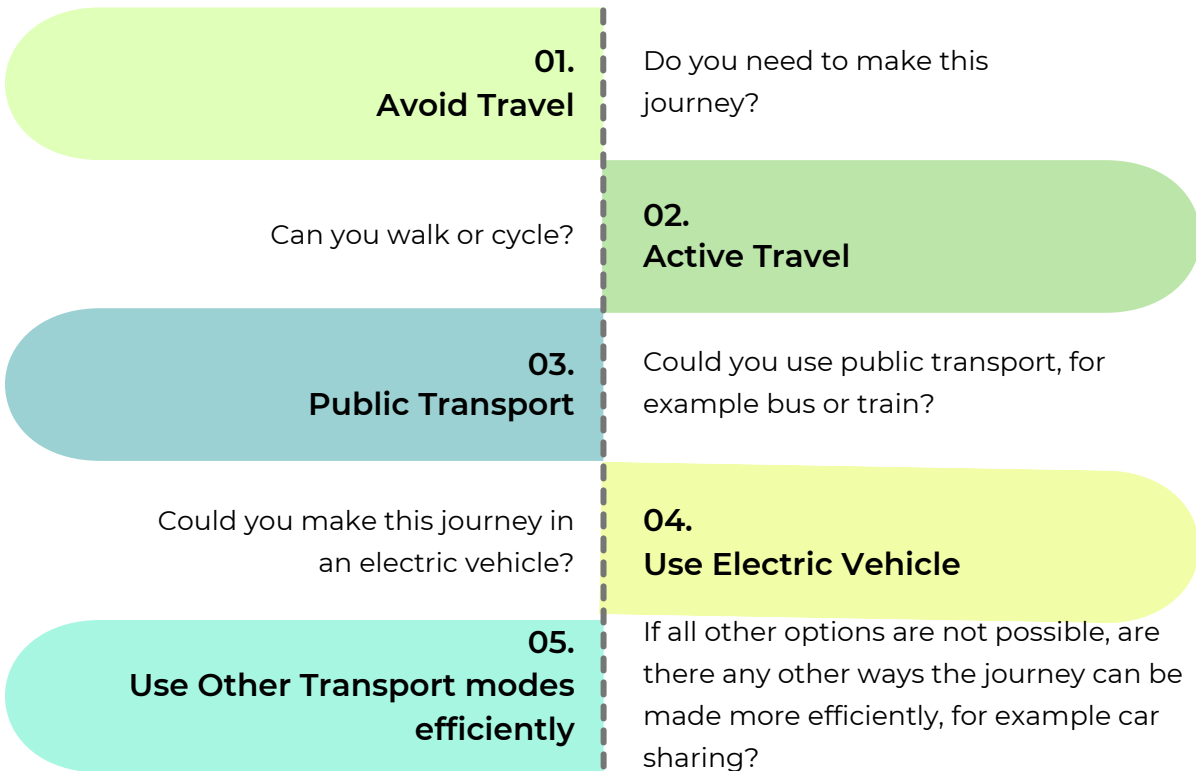 01.
Avoid Travel
Do you need to make this
journey?
02.
Active Travel
Can you walk or cycle?
03.
Public Transport
Could you use public transport, for
example bus or train?
04.
Use Electric Vehicle
Could you make this journey in
an electric vehicle?
05.
Use Other Transport modes
efficiently
If all other options are not possible, are
there any other ways the journey can be
made more efficiently, for example car
sharing?